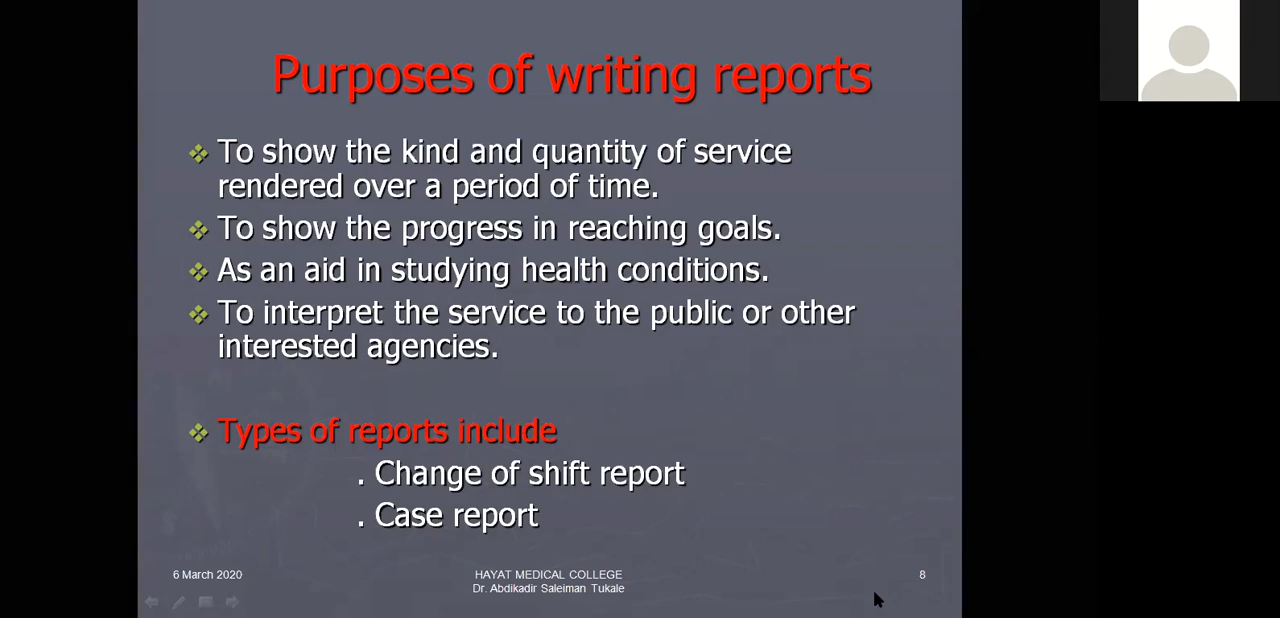 Purposes of writing reports
To show the kind and quantity of service
rendered over a period of time.
To show the progress in reaching goals.
As an aid in studying health conditions.
To interpret the service to the public or other
interested agencies.
Types of reports include
. Change of shift report
. Case report
6 March 2020
HAYAT MEDICAL COLLEGE
Dr. Abdikadir Saleiman Tukale
8